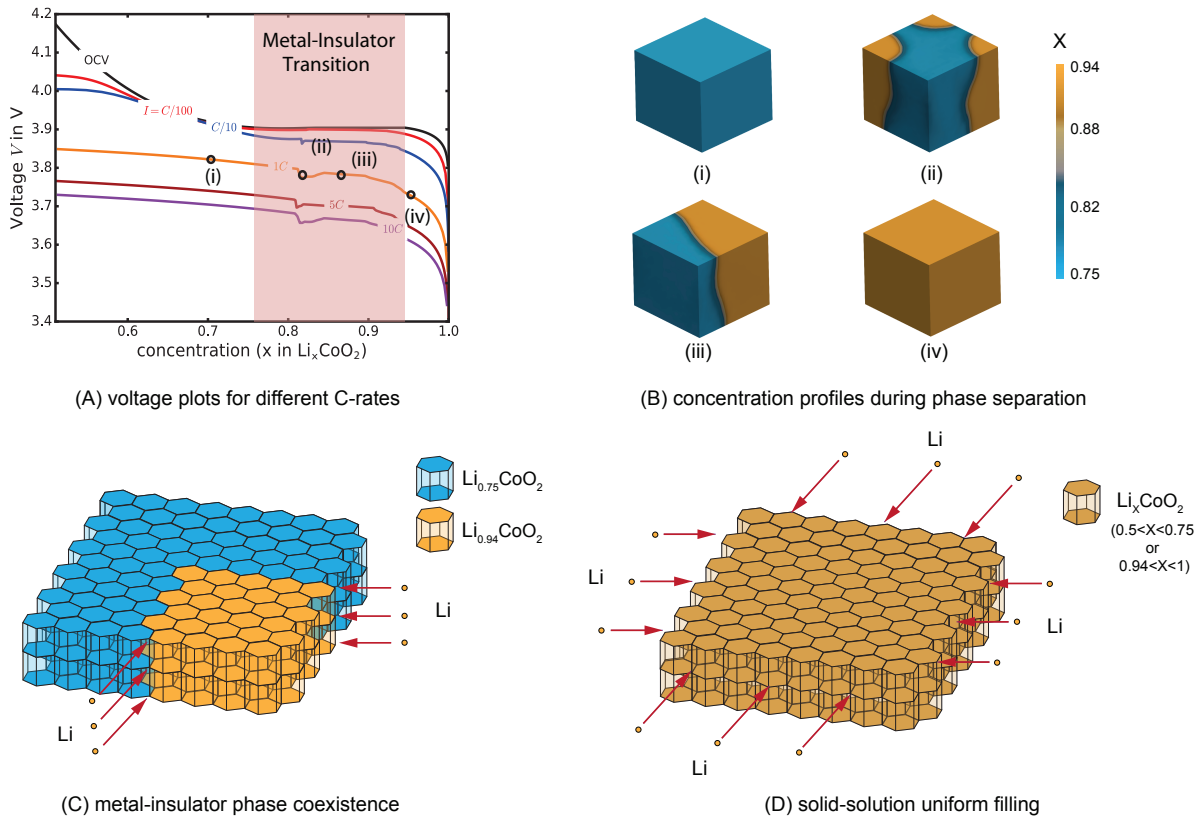 4.2
4.1
4.0
3.9
3.8
3.7
3.6
3.5
3.4
Voltage V in V
OCV
I = C/100
C/10
1C
5C
10C
Metal-Insulator
Transition
(i)
(ii)
(iii)
(iv)
0.6
0.7
0.8
0.9
1.0
concentration (x in LiₓCoO₂)
(A) voltage plots for different C-rates
(i)
(ii)
(iii)
(iv)
X
0.94
0.88
0.82
0.75
(B) concentration profiles during phase separation
Li₀.₇₅CoO₂
Li₀.₉₄CoO₂
Li
Li
(C) metal-insulator phase coexistence
Li
Li
Li
Li
LiₓCoO₂
(0.5<X<0.75
or
0.94<X<1)
(D) solid-solution uniform filling